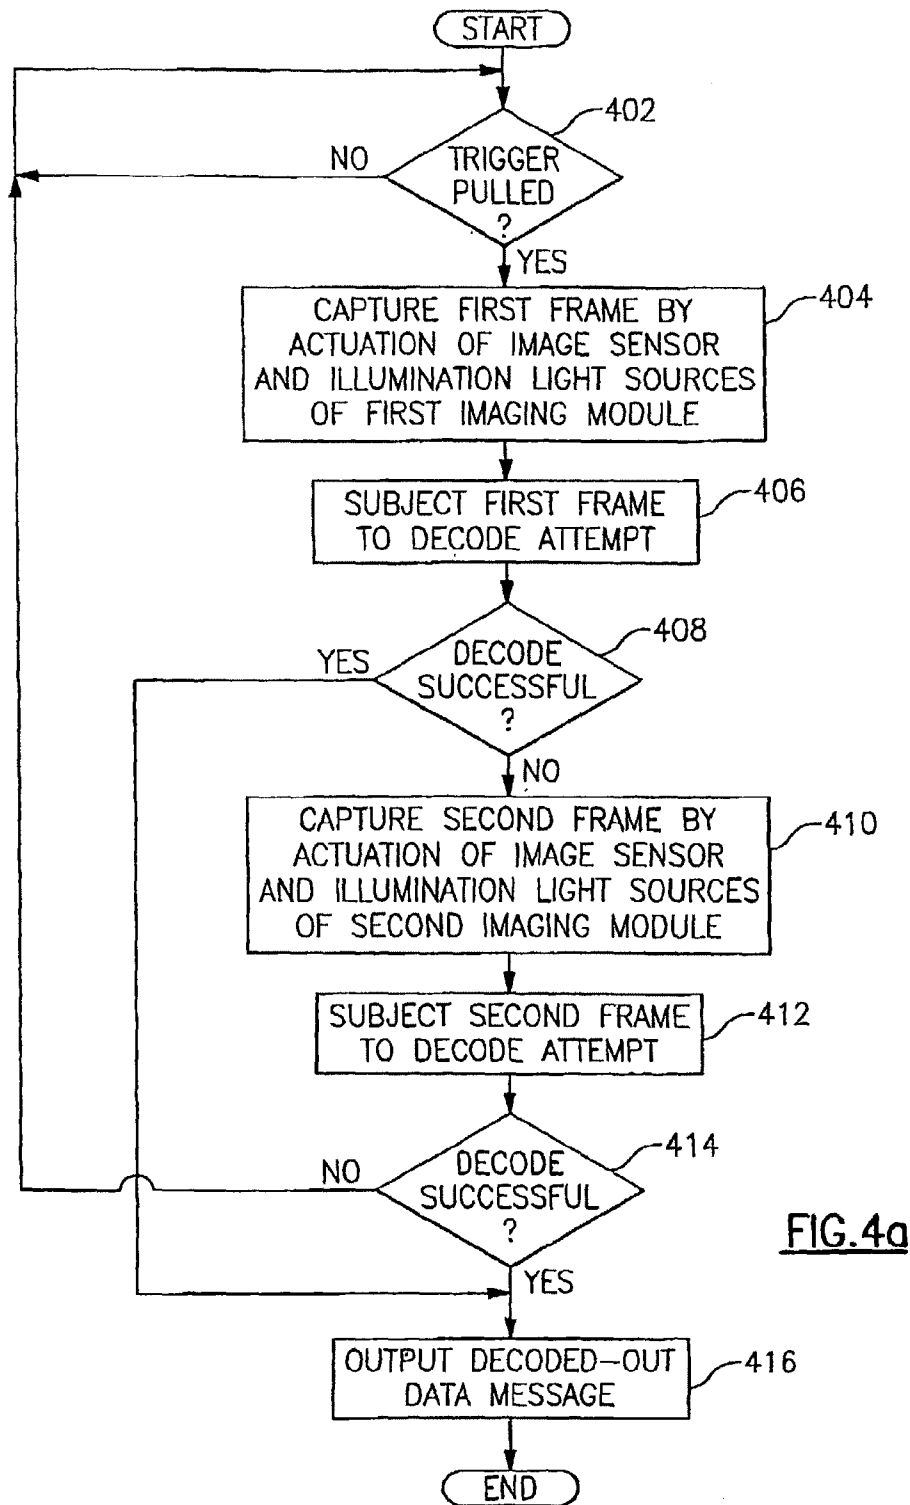 START
402
NO
TRIGGER
PULLED
?
YES
404
CAPTURE FIRST FRAME BY
ACTUATION OF IMAGE SENSOR
AND ILLUMINATION LIGHT SOURCES
OF FIRST IMAGING MODULE
406
SUBJECT FIRST FRAME
TO DECODE ATTEMPT
408
YES
DECODE
SUCCESSFUL
?
NO
410
CAPTURE SECOND FRAME BY
ACTUATION OF IMAGE SENSOR
AND ILLUMINATION LIGHT SOURCES
OF SECOND IMAGING MODULE
412
SUBJECT SECOND FRAME
TO DECODE ATTEMPT
414
NO
DECODE
SUCCESSFUL
?
FIG.4a
YES
OUTPUT DECODED-OUT
DATA MESSAGE
416
END